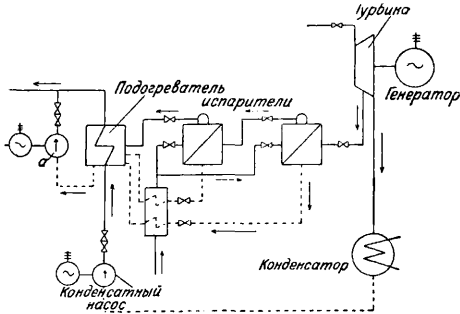 Турбина
Подогреватель
испарители
Генератор
а
Конденсатор
Конденсатный
насос